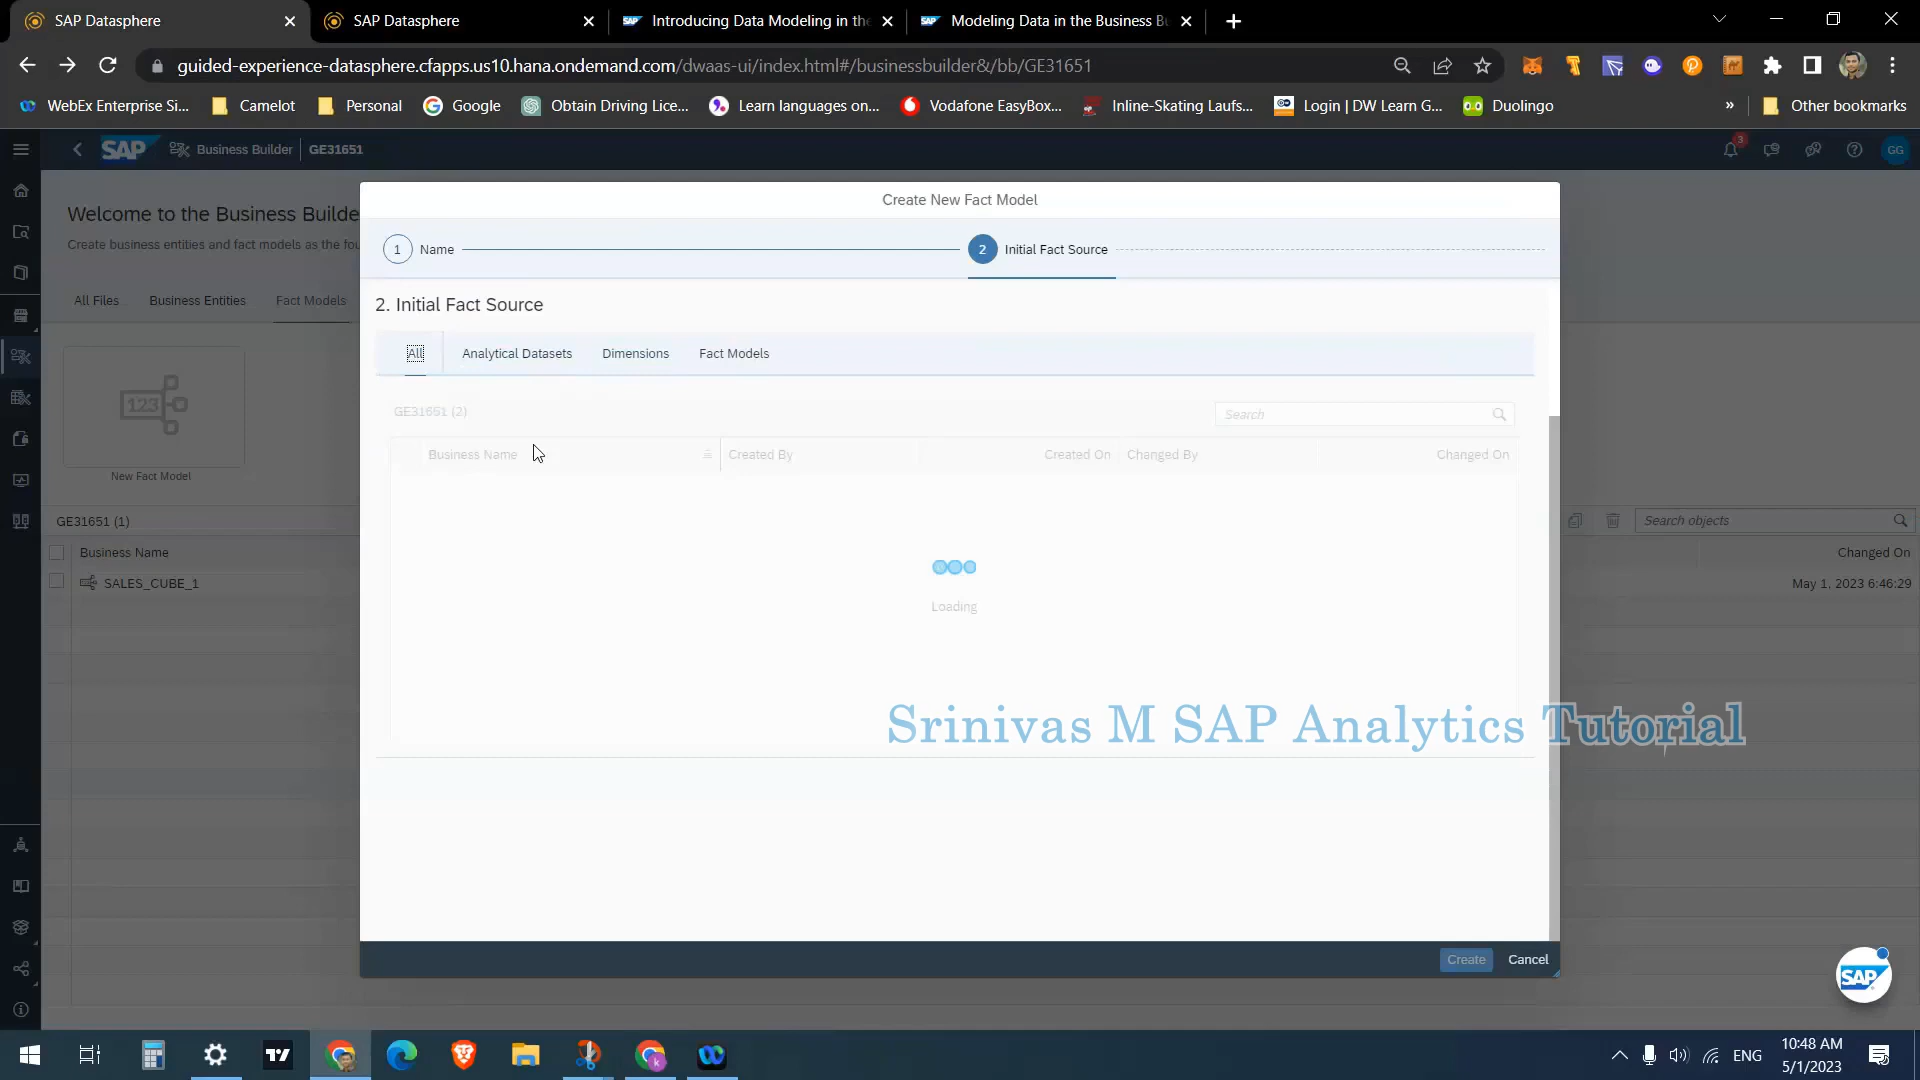 SAP Datasphere
SAP Datasphere
Introducing Data Modeling in the
Modeling Data in the Business B
guided-experience-datasphere.cfapps.us10.hana.ondemand.com/dwaas-ui/index.html#/businessbuilder&/bb/GE31651
WebEx Enterprise Si...
Camelot
Personal
Google
Obtain Driving Lice...
Learn languages on...
Vodafone EasyBox...
Inline-Skating Laufs...
Login | DW Learn G...
Duolingo
»
Other bookmarks
SAP
Business Builder
GE31651
3
GG
Welcome to the Business Builde
Create business entities and fact models as the fou
All Files
Business Entities
Fact Models
123
New Fact Model
GE31651 (1)
Search objects
Business Name
Changed On
SALES_CUBE_1
May 1, 2023 6:46:29
Create New Fact Model
1 Name
2 Initial Fact Source
2. Initial Fact Source
All
Analytical Datasets
Dimensions
Fact Models
GE31651 (2)
Search
Business Name
Created By
Created On
Changed By
Changed On
Loading
Srinivas M SAP Analytics Tutorial
Create
Cancel
SAP
ENG
10:48 AM
5/1/2023